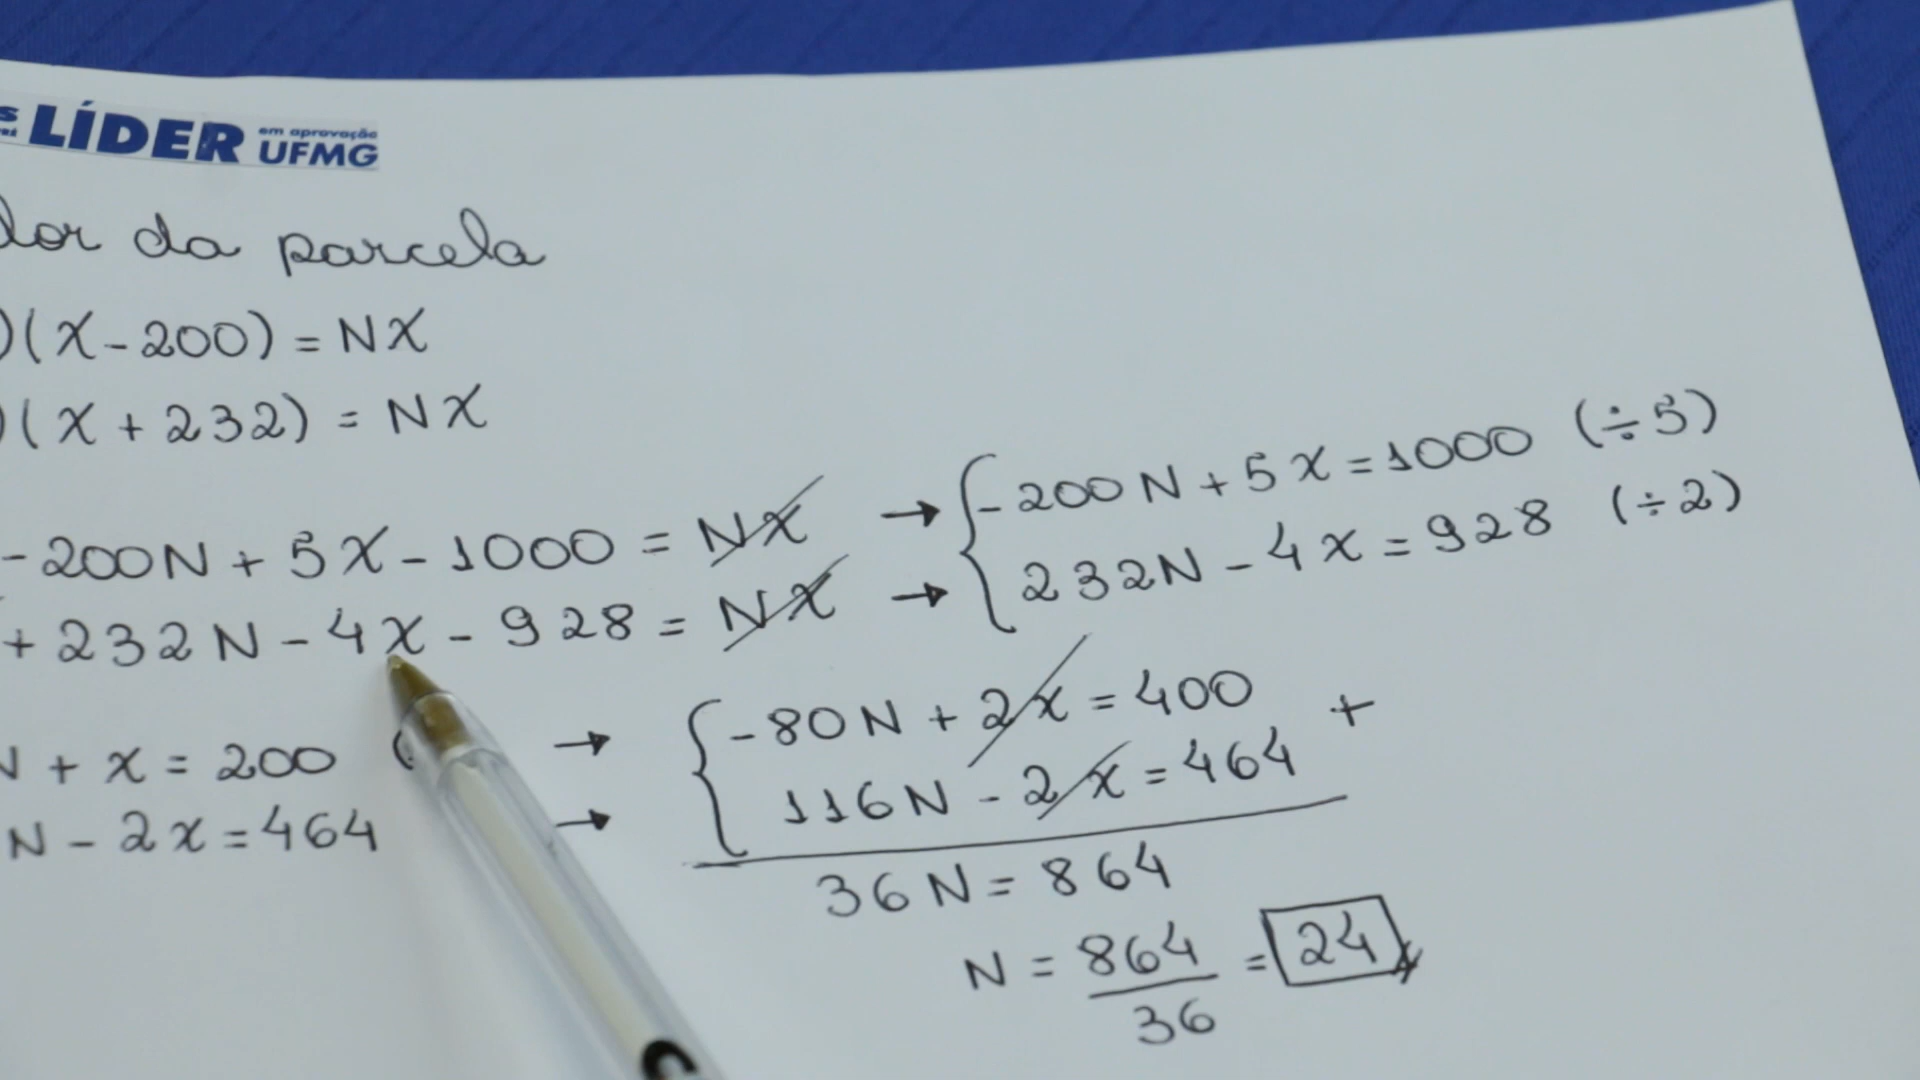 LÍDER em aprovação UFMG
da parcela
)(X-200) = NX
)(X + 232) = NX
-200N + 5X - 1000 = NX → { -200N + 5X = 1000 (÷5)
+ 232N - 4X - 928 = NX → 232N - 4X = 928 (÷2)
N + X = 200 ( → { -80N + 2X = 400 +
N - 2X = 464 → 116N - 2X = 464
36N = 864
N = 864/36 = 24